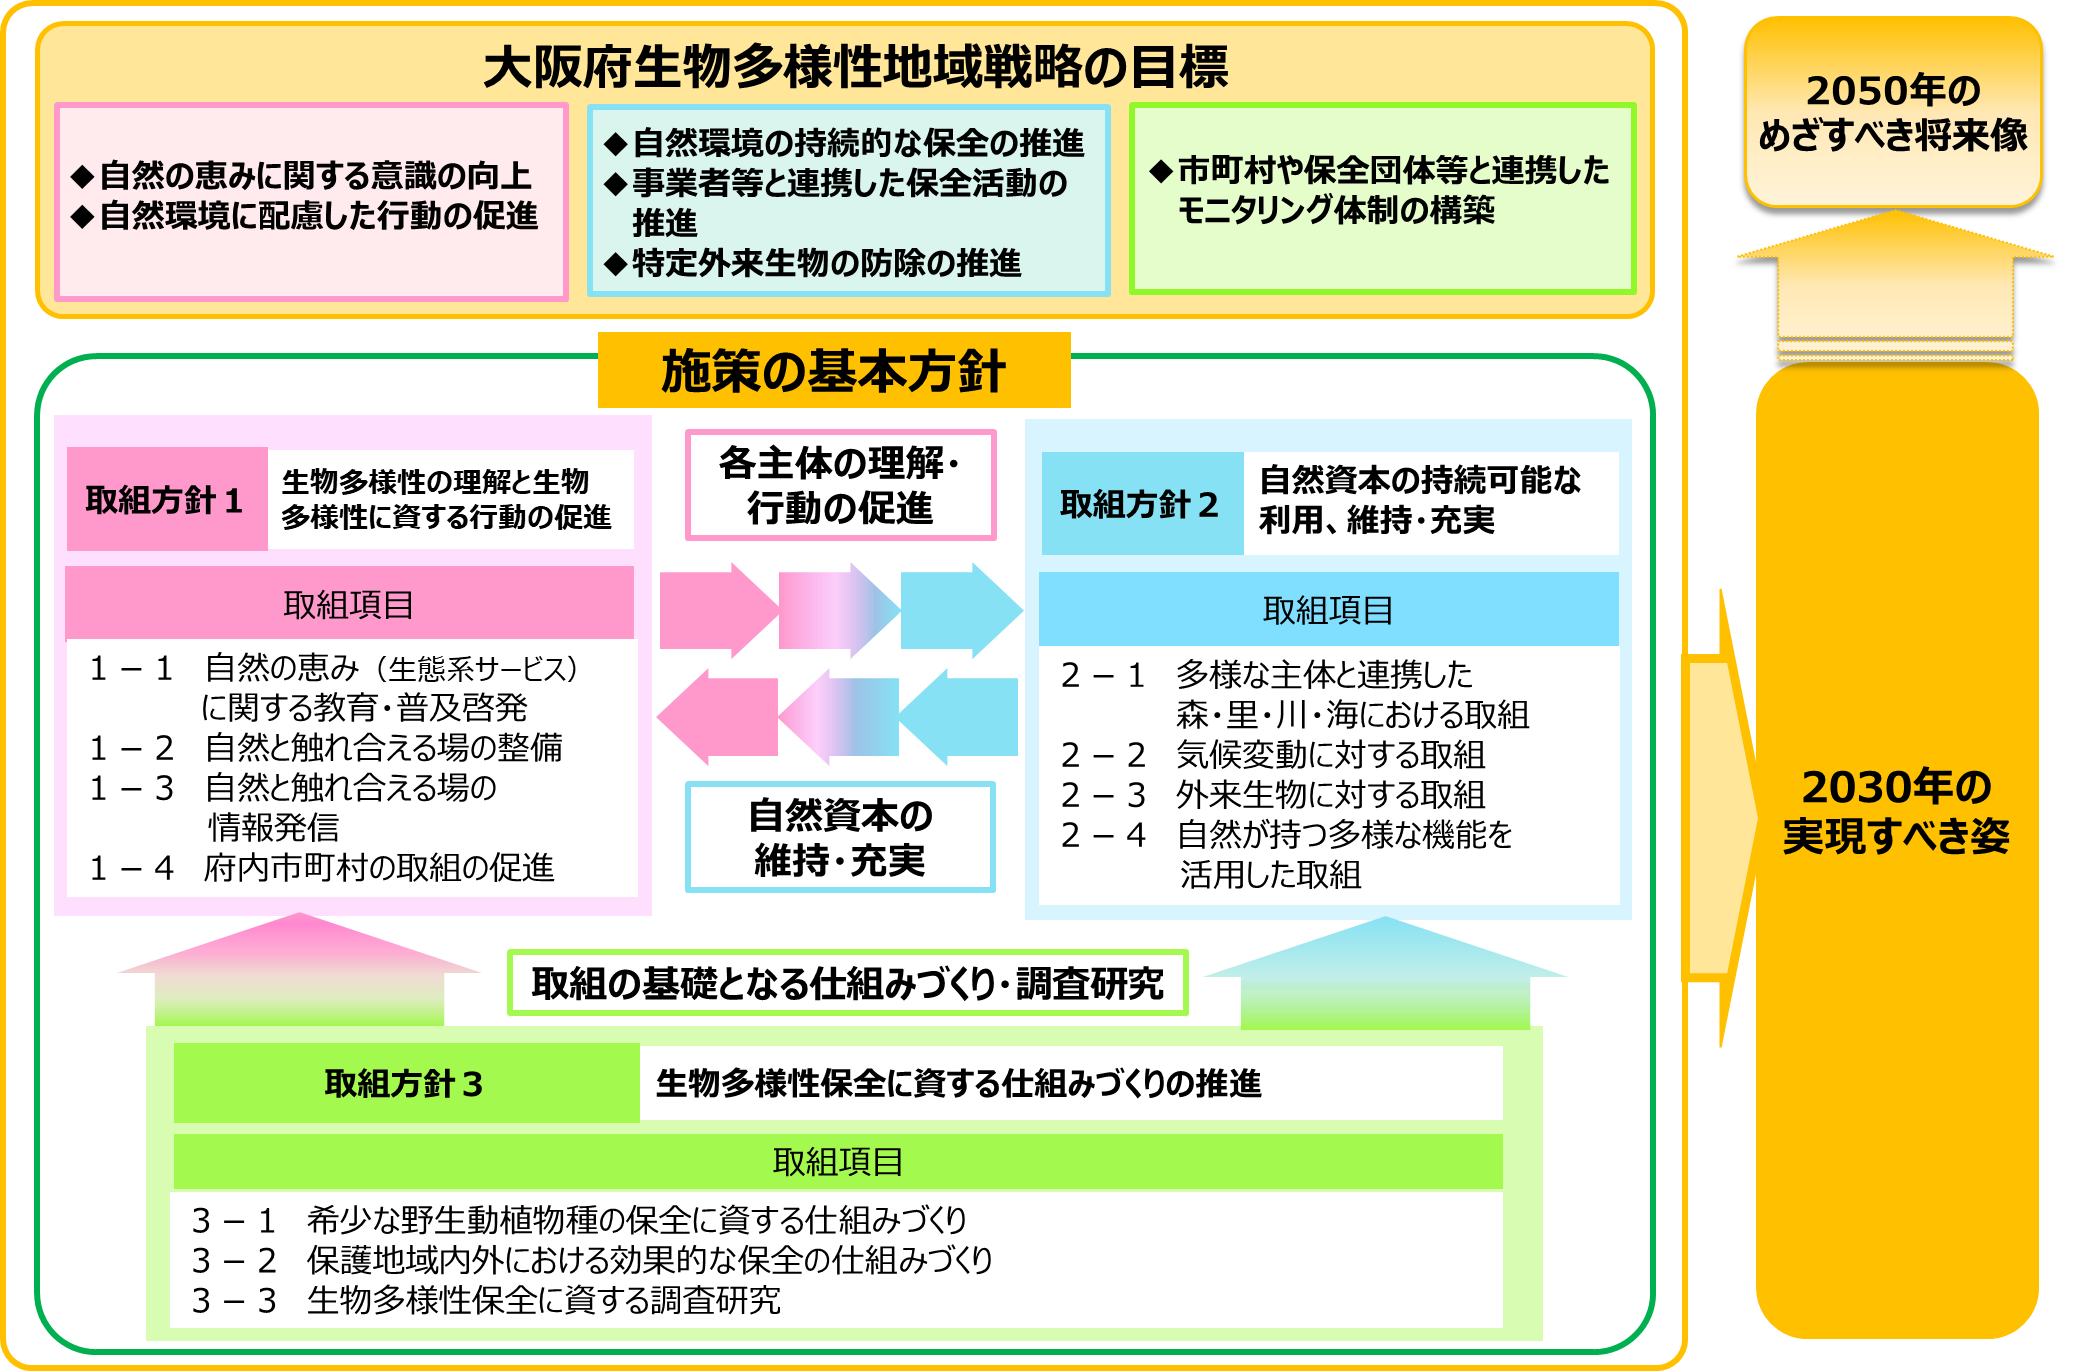 大阪府生物多様性地域戦略の目標
◆自然の恵みに関する意識の向上
◆自然環境に配慮した行動の促進
◆自然環境の持続的な保全の推進
◆事業者等と連携した保全活動の
推進
◆特定外来生物の防除の推進
◆市町村や保全団体等と連携した
モニタリング体制の構築
施策の基本方針
取組方針１
生物多様性の理解と生物
多様性に資する行動の促進
取組項目
１－１ 自然の恵み（生態系サービス）
に関する教育・普及啓発
１－２ 自然と触れ合える場の整備
１－３ 自然と触れ合える場の
情報発信
１－４ 府内市町村の取組の促進
各主体の理解・
行動の促進
自然資本の
維持・充実
取組方針２
自然資本の持続可能な
利用、維持・充実
取組項目
２－１ 多様な主体と連携した
森・里・川・海における取組
２－２ 気候変動に対する取組
２－３ 外来生物に対する取組
２－４ 自然が持つ多様な機能を
活用した取組
取組の基礎となる仕組みづくり・調査研究
取組方針３
生物多様性保全に資する仕組みづくりの推進
取組項目
３－１ 希少な野生動植物種の保全に資する仕組みづくり
３－２ 保護地域内外における効果的な保全の仕組みづくり
３－３ 生物多様性保全に資する調査研究
2050年の
めざすべき将来像
2030年の
実現すべき姿